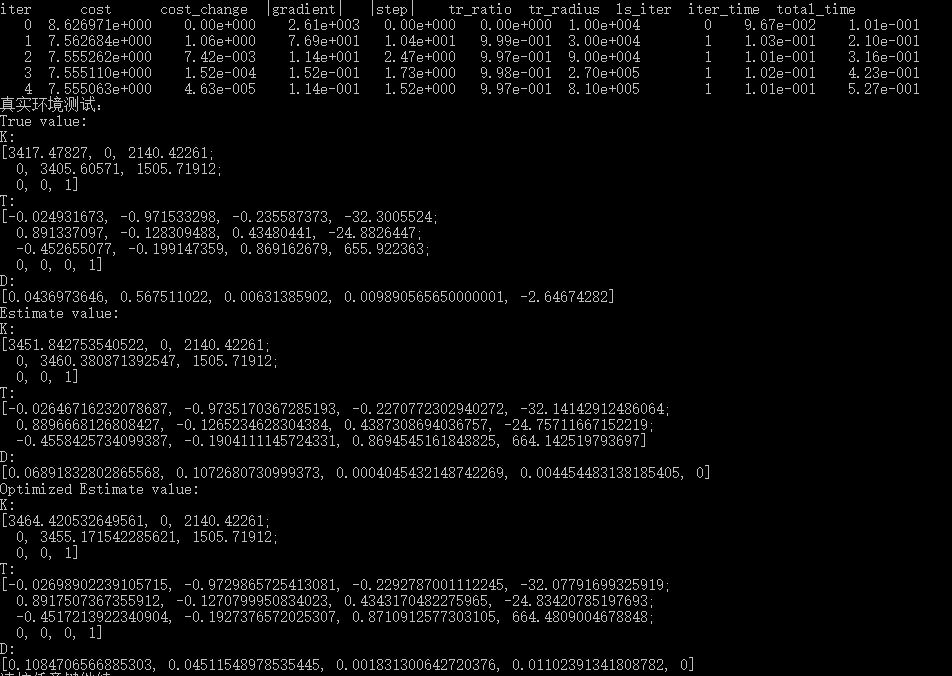 iter cost cost_change |gradient| |step| tr_ratio tr_radius ls_iter iter_time total_time
0 8.626971e+000 0.00e+000 2.61e+003 0.00e+000 0.00e+000 1.00e+004 0 9.67e-002 1.01e-001
1 7.562684e+000 1.06e+000 7.69e+001 1.04e+001 9.99e-001 3.00e+004 1 1.03e-001 2.10e-001
2 7.555262e+000 7.42e-003 1.14e+001 2.47e+000 9.97e-001 9.00e+004 1 1.01e-001 3.16e-001
3 7.555110e+000 1.52e-004 1.52e-001 1.73e+000 9.98e-001 2.70e+005 1 1.02e-001 4.23e-001
4 7.555063e+000 4.63e-005 1.14e-001 1.52e+000 9.97e-001 8.10e+005 1 1.01e-001 5.27e-001
真实环境测试:
True value:
K:
[3417.47827, 0, 2140.42261;
0, 3405.60571, 1505.71912;
0, 0, 1]
T:
[-0.024931673, -0.971533298, -0.235587373, -32.3005524;
0.891337097, -0.128309488, 0.43480441, -24.8826447;
-0.452655077, -0.199147359, 0.869162679, 655.922363;
0, 0, 0, 1]
D:
[0.0436973646, 0.567511022, 0.00631385902, 0.009890565650000001, -2.64674282]
Estimate value:
K:
[3451.842753540522, 0, 2140.42261;
0, 3460.380871392547, 1505.71912;
0, 0, 1]
T:
[-0.02646716232078687, -0.9735170367285193, -0.2270772302940272, -32.14142912486064;
0.8896668126808427, -0.1265234628304384, 0.4387308694036757, -24.75711667152219;
-0.4558425734099387, -0.1904111145724331, 0.8694545161848825, 664.142519793697]
D:
[0.06891832802865568, 0.1072680730999373, 0.0004045432148742269, 0.004454483138185405, 0]
Optimized Estimate value:
K:
[3464.420532649561, 0, 2140.42261;
0, 3455.171542285621, 1505.71912;
0, 0, 1]
T:
[-0.02698902239105715, -0.9729865725413081, -0.2292787001112245, -32.07791699325919;
0.8917507367355912, -0.1270799950834023, 0.4343170482275965, -24.83420785197693;
-0.4517213922340904, -0.1927376572025307, 0.8710912577303105, 664.4809004678848;
0, 0, 0, 1]
D:
[0.1084706566885303, 0.04511548978535445, 0.001831300642720376, 0.01102391341808782, 0]